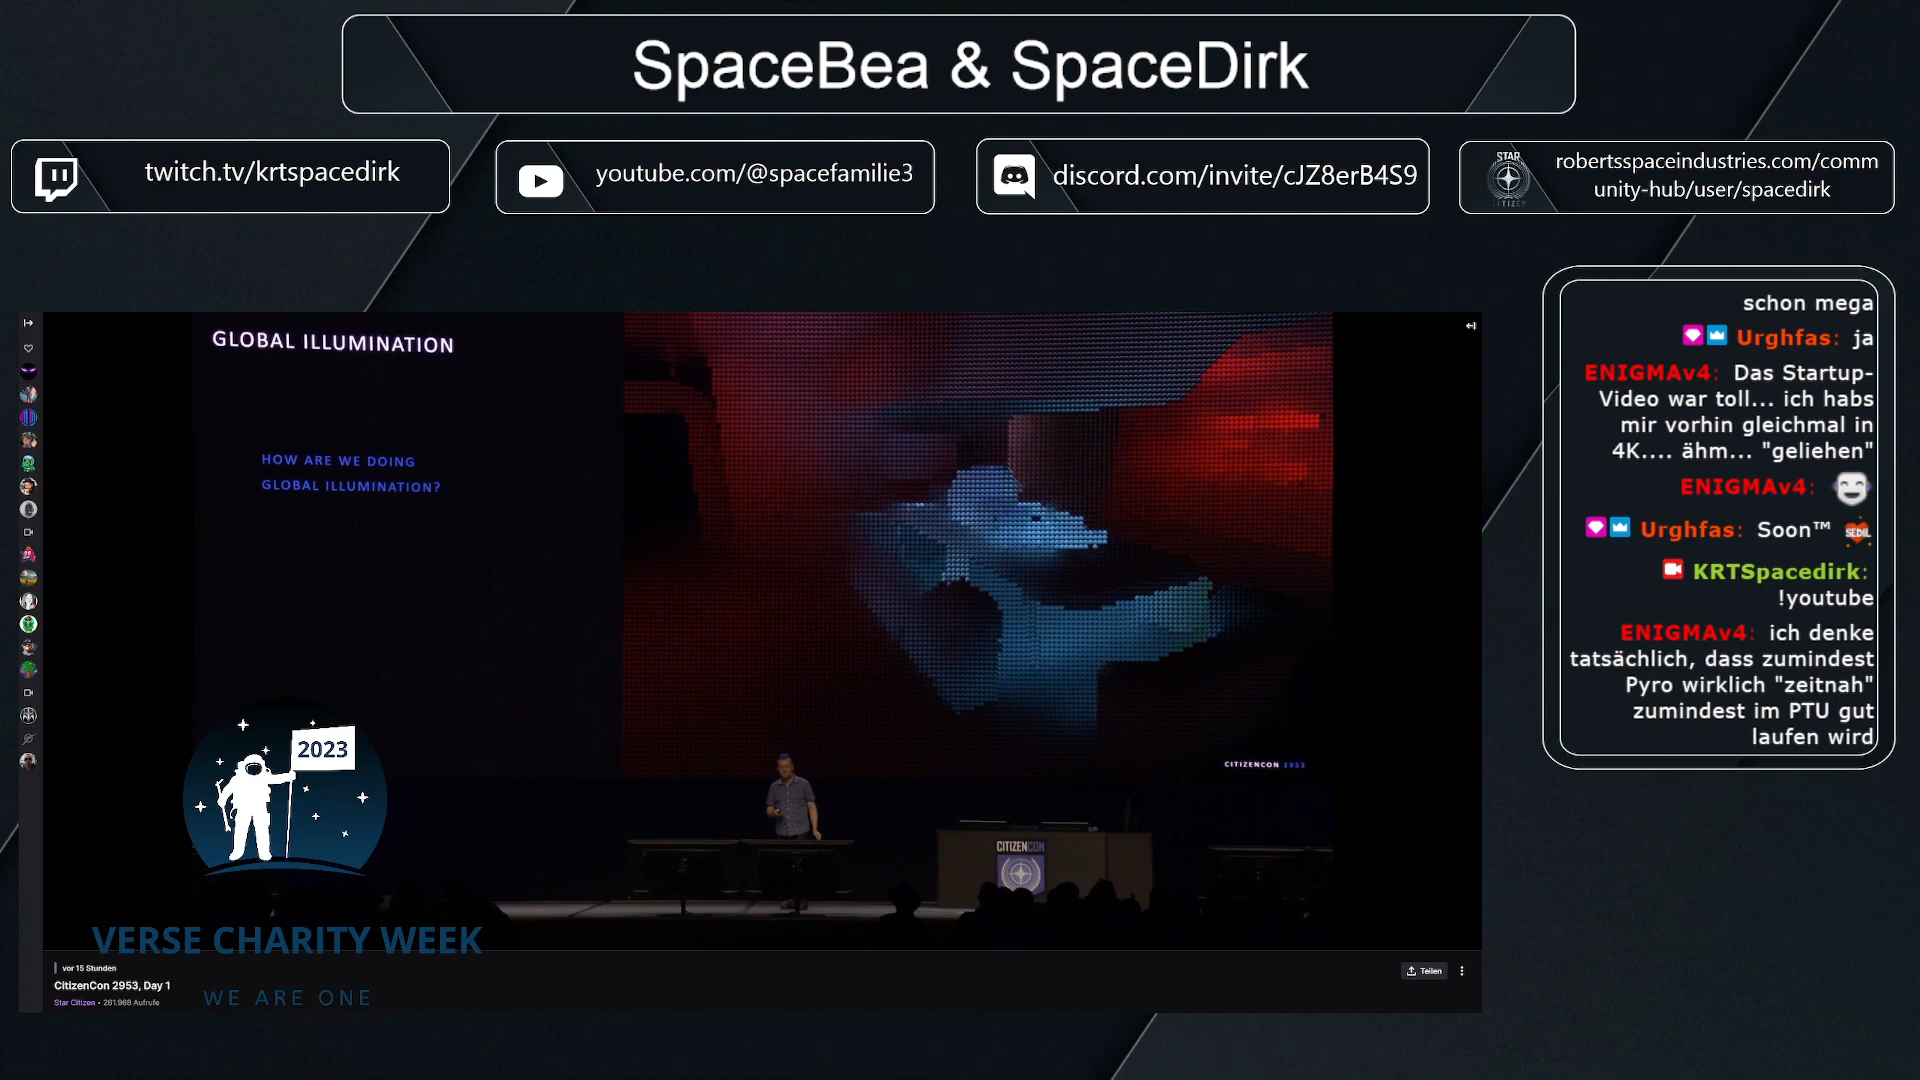 SpaceBea & SpaceDirk
twitch.tv/krtspacedirk
youtube.com/@spacefamilie3
discord.com/invite/cJZ8erB4S9
STAR
CITIZEN
robertsspaceindustries.com/comm
unity-hub/user/spacedirk
GLOBAL ILLUMINATION
HOW ARE WE DOING
GLOBAL ILLUMINATION?
CITIZENCON 2953
CITIZENCON
2023
VERSE CHARITY WEEK
WE ARE ONE
vor 15 Stunden
CitizenCon 2953, Day 1
Star Citizen • 261.968 Aufrufe
Teilen
schon mega
Urghfas: ja
ENIGMAv4: Das Startup-
Video war toll... ich habs
mir vorhin gleichmal in
4K.... ähm... "geliehen"
ENIGMAv4:
Urghfas: Soon™ SEDIL
KRTSpacedirk:
!youtube
ENIGMAv4: ich denke
tatsächlich, dass zumindest
Pyro wirklich "zeitnah"
zumindest im PTU gut
laufen wird